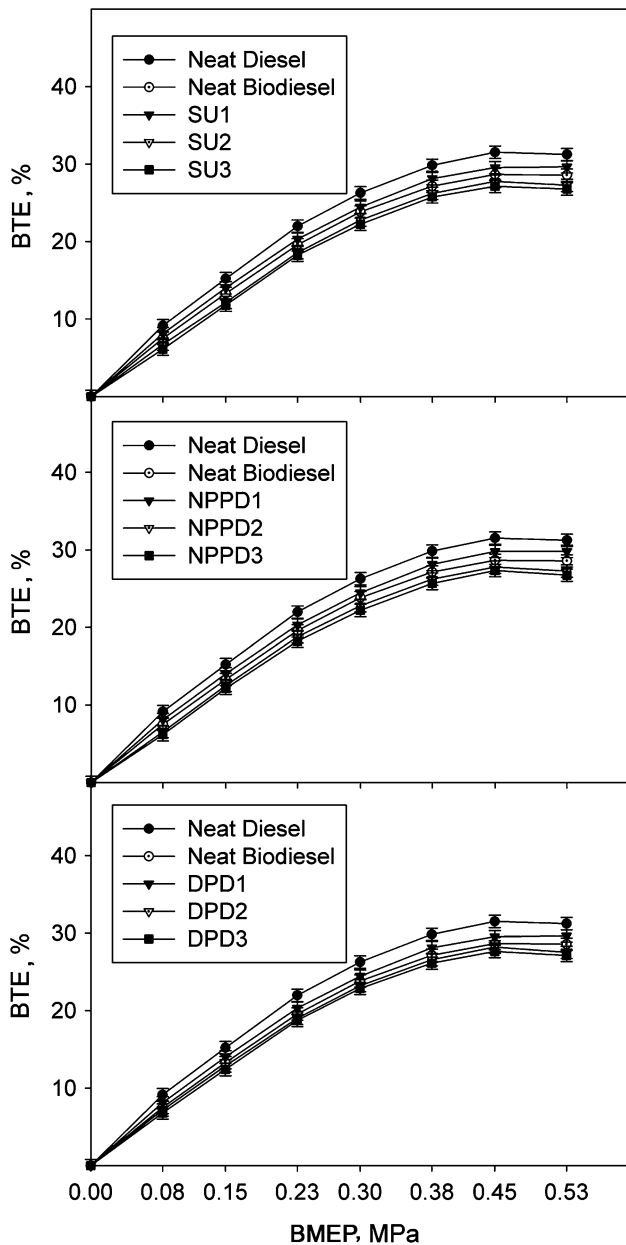 Neat Diesel
Neat Biodiesel
SU1
SU2
SU3
40
30
20
10
BTE, %
Neat Diesel
Neat Biodiesel
NPPD1
NPPD2
NPPD3
40
30
20
10
BTE, %
Neat Diesel
Neat Biodiesel
DPD1
DPD2
DPD3
40
30
20
10
BTE, %
0.00 0.08 0.15 0.23 0.30 0.38 0.45 0.53
BMEP, MPa